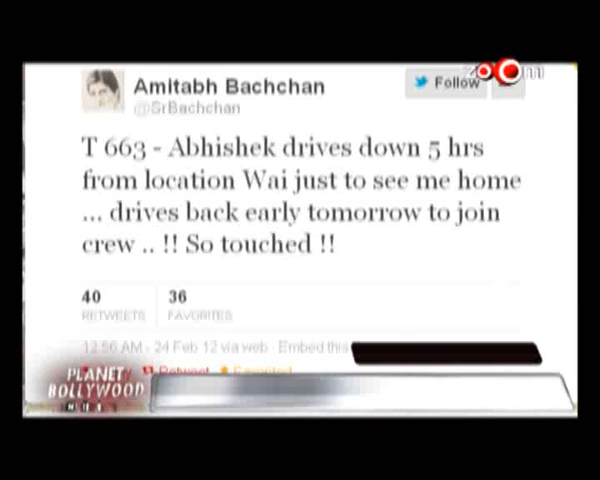 zoOm
Amitabh Bachchan
Follow
@SrBachchan
T 663 - Abhishek drives down 5 hrs
from location Wai just to see me home
... drives back early tomorrow to join
crew .. !! So touched !!
40
36
RETWEETS
FAVORITES
12:56 AM - 24 Feb 12 via web · Embed this
PLANET
Retweet
BOLLYWOOD